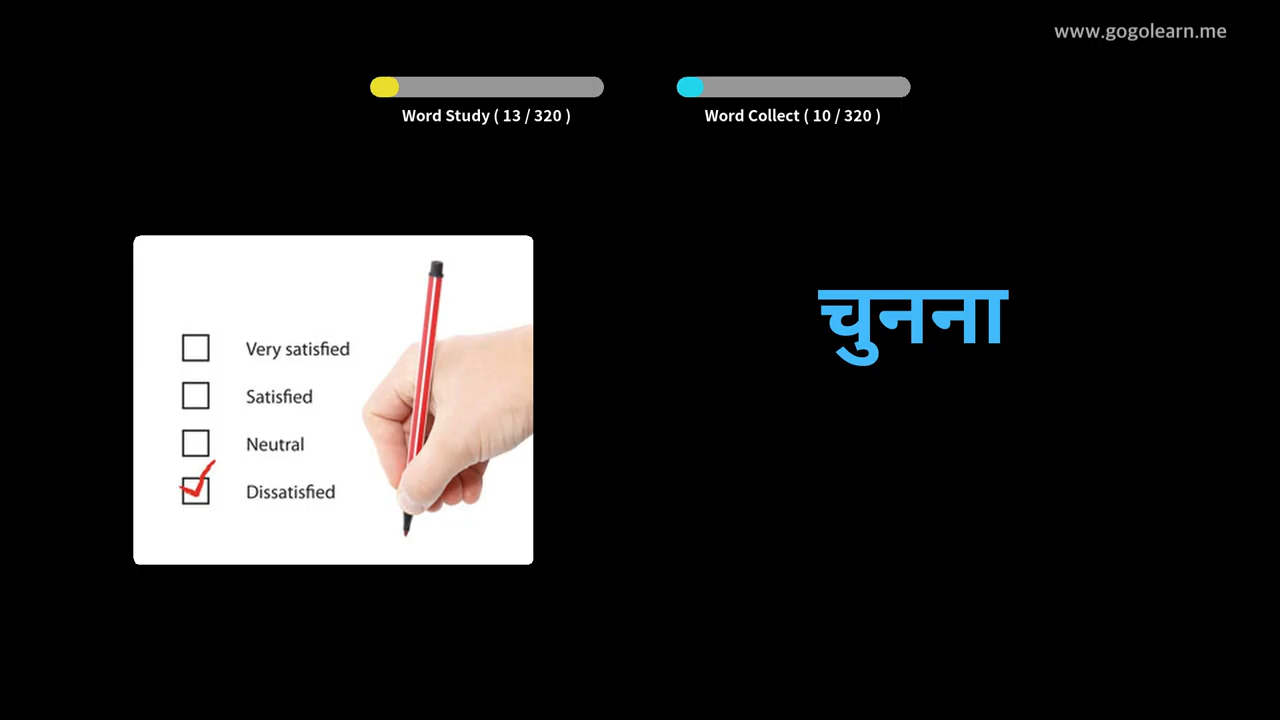 www.gogolearn.me
Word Study ( 13 / 320 )
Word Collect ( 10 / 320 )
चुनना
Very satisfied
Satisfied
Neutral
Dissatisfied